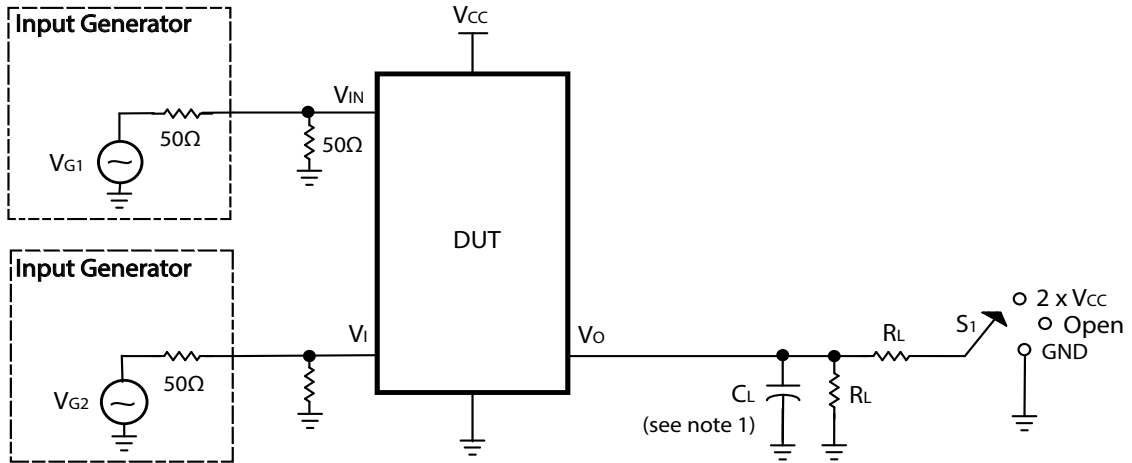 Input Generator
VCC
VIN
50Ω
50Ω
VG1
DUT
Input Generator
VI
50Ω
VG2
VO
RL
S1
2 x VCC
Open
GND
CL
RL
(see note 1)